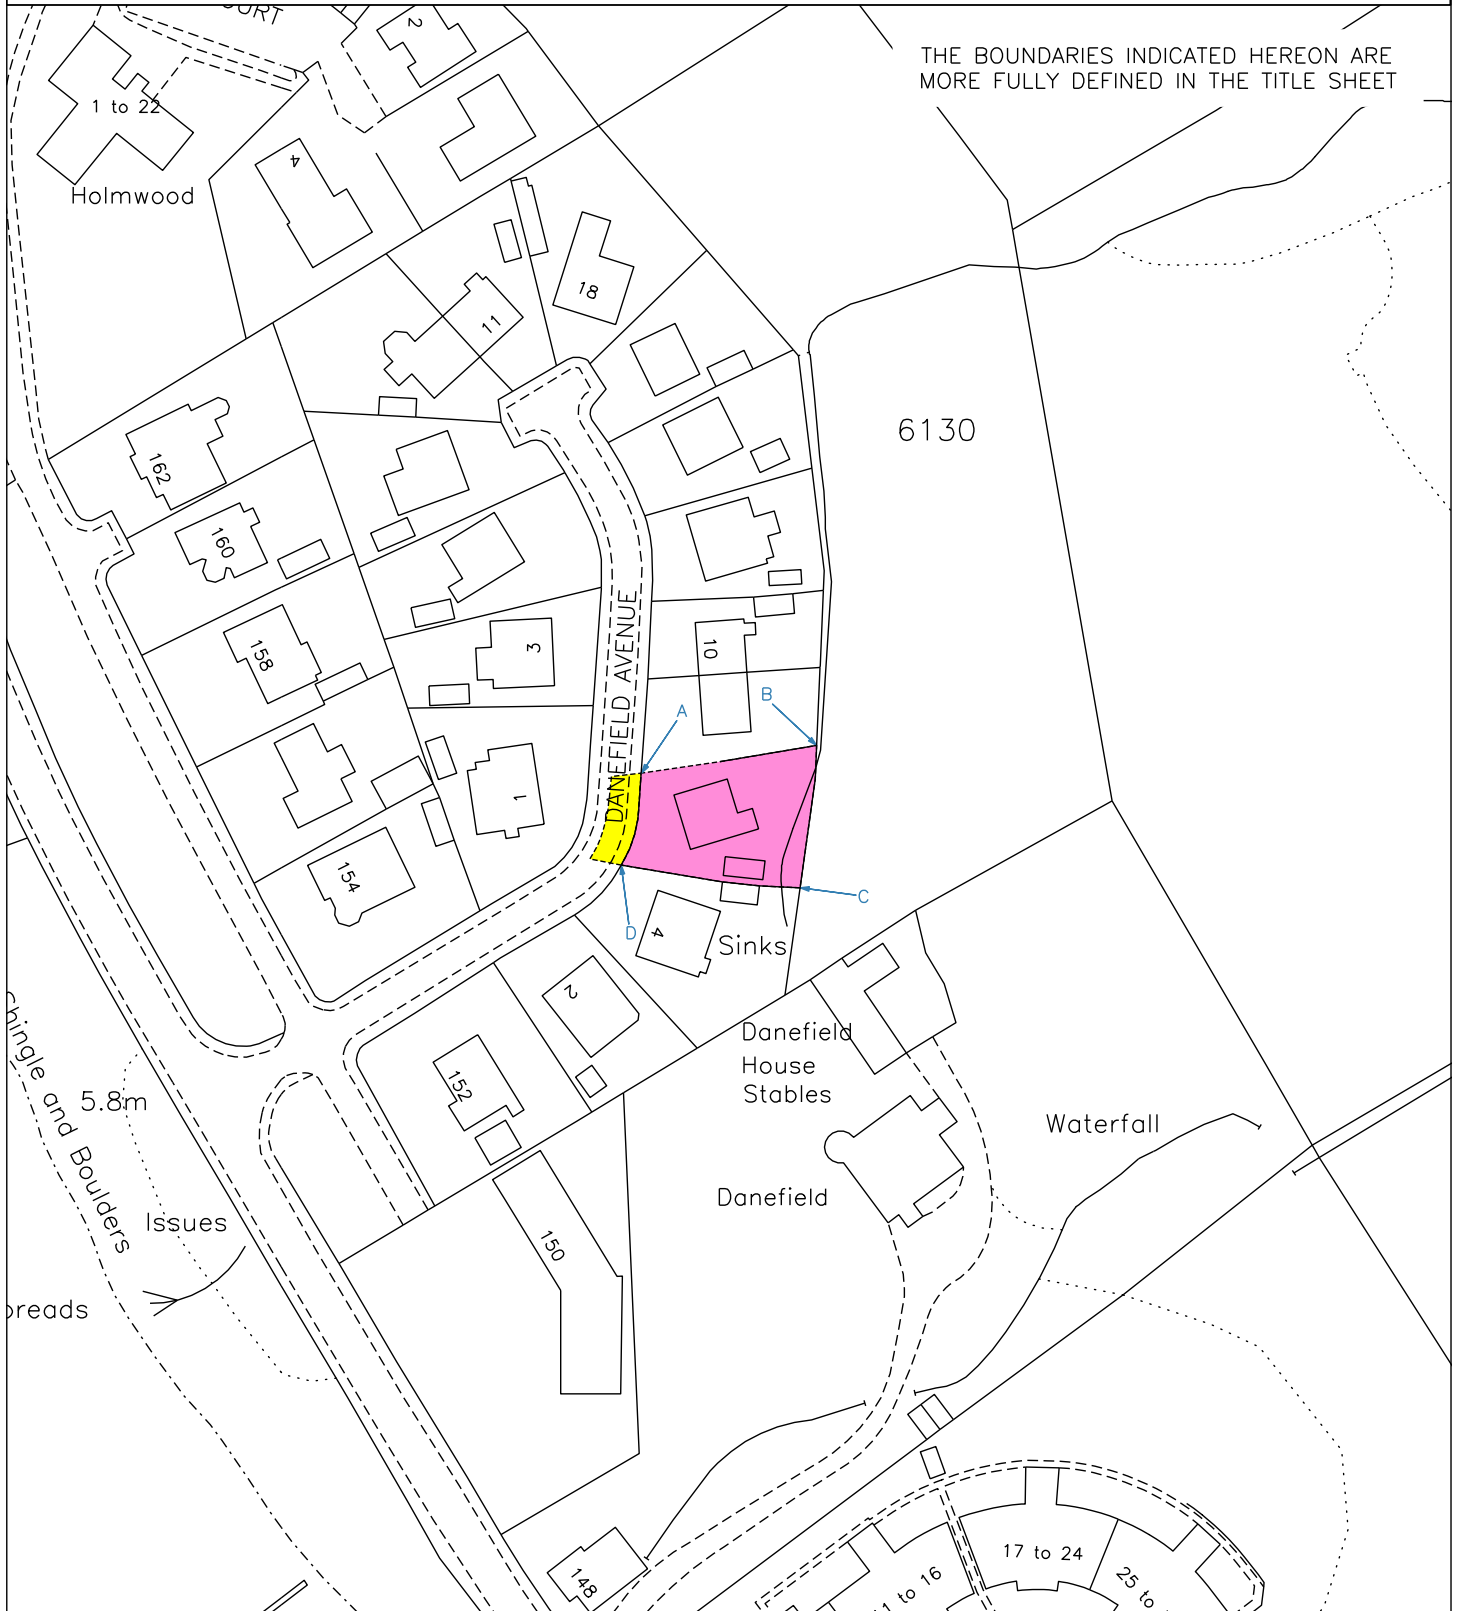 THE BOUNDARIES INDICATED HEREON ARE
MORE FULLY DEFINED IN THE TITLE SHEET
2
1 to 22
4
Holmwood
18
11
6130
162
160
158
3
10
DANEFIELD AVENUE
A
B
1
154
C
D
4
Sinks
2
Danefield
House
Stables
152
5.8m
Shingle and Boulders
Waterfall
Danefield
Issues
150
148
17 to 24
to 16
25 to